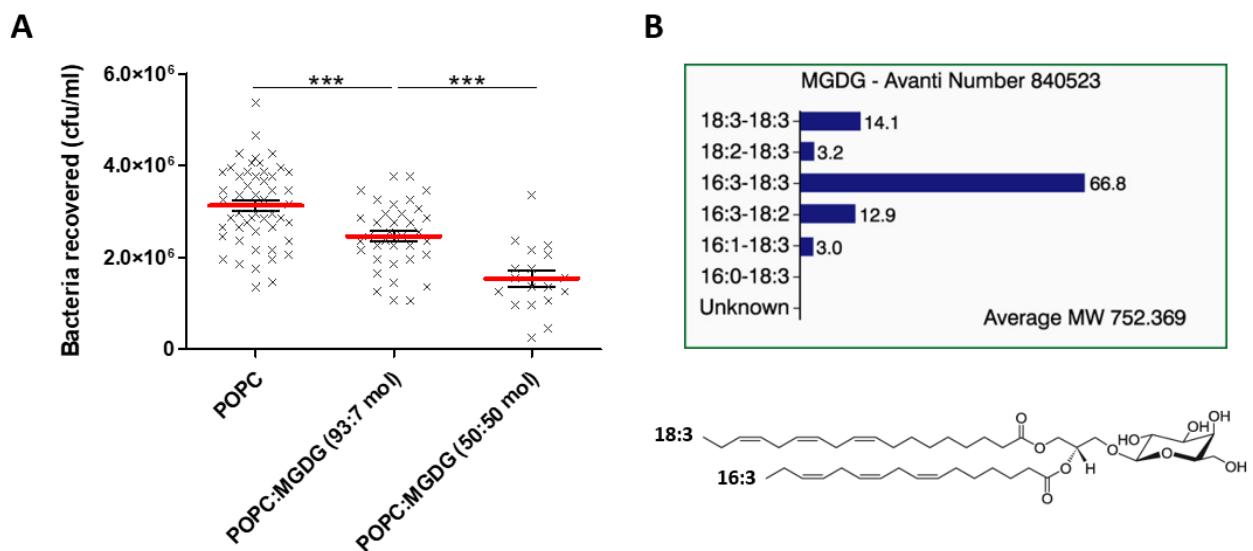 A
B
Bacteria recovered (cfu/ml)
6.0×10⁶
4.0×10⁶
2.0×10⁶
0
*** ***
POPC
POPC:MGDG (93:7 mol)
POPC:MGDG (50:50 mol)
MGDG - Avanti Number 840523
18:3-18:3 14.1
18:2-18:3 3.2
16:3-18:3 66.8
16:3-18:2 12.9
16:1-18:3 3.0
16:0-18:3
Unknown
Average MW 752.369
18:3
16:3
O
O
O
O
H
O
HO
OH
OH
O
OH